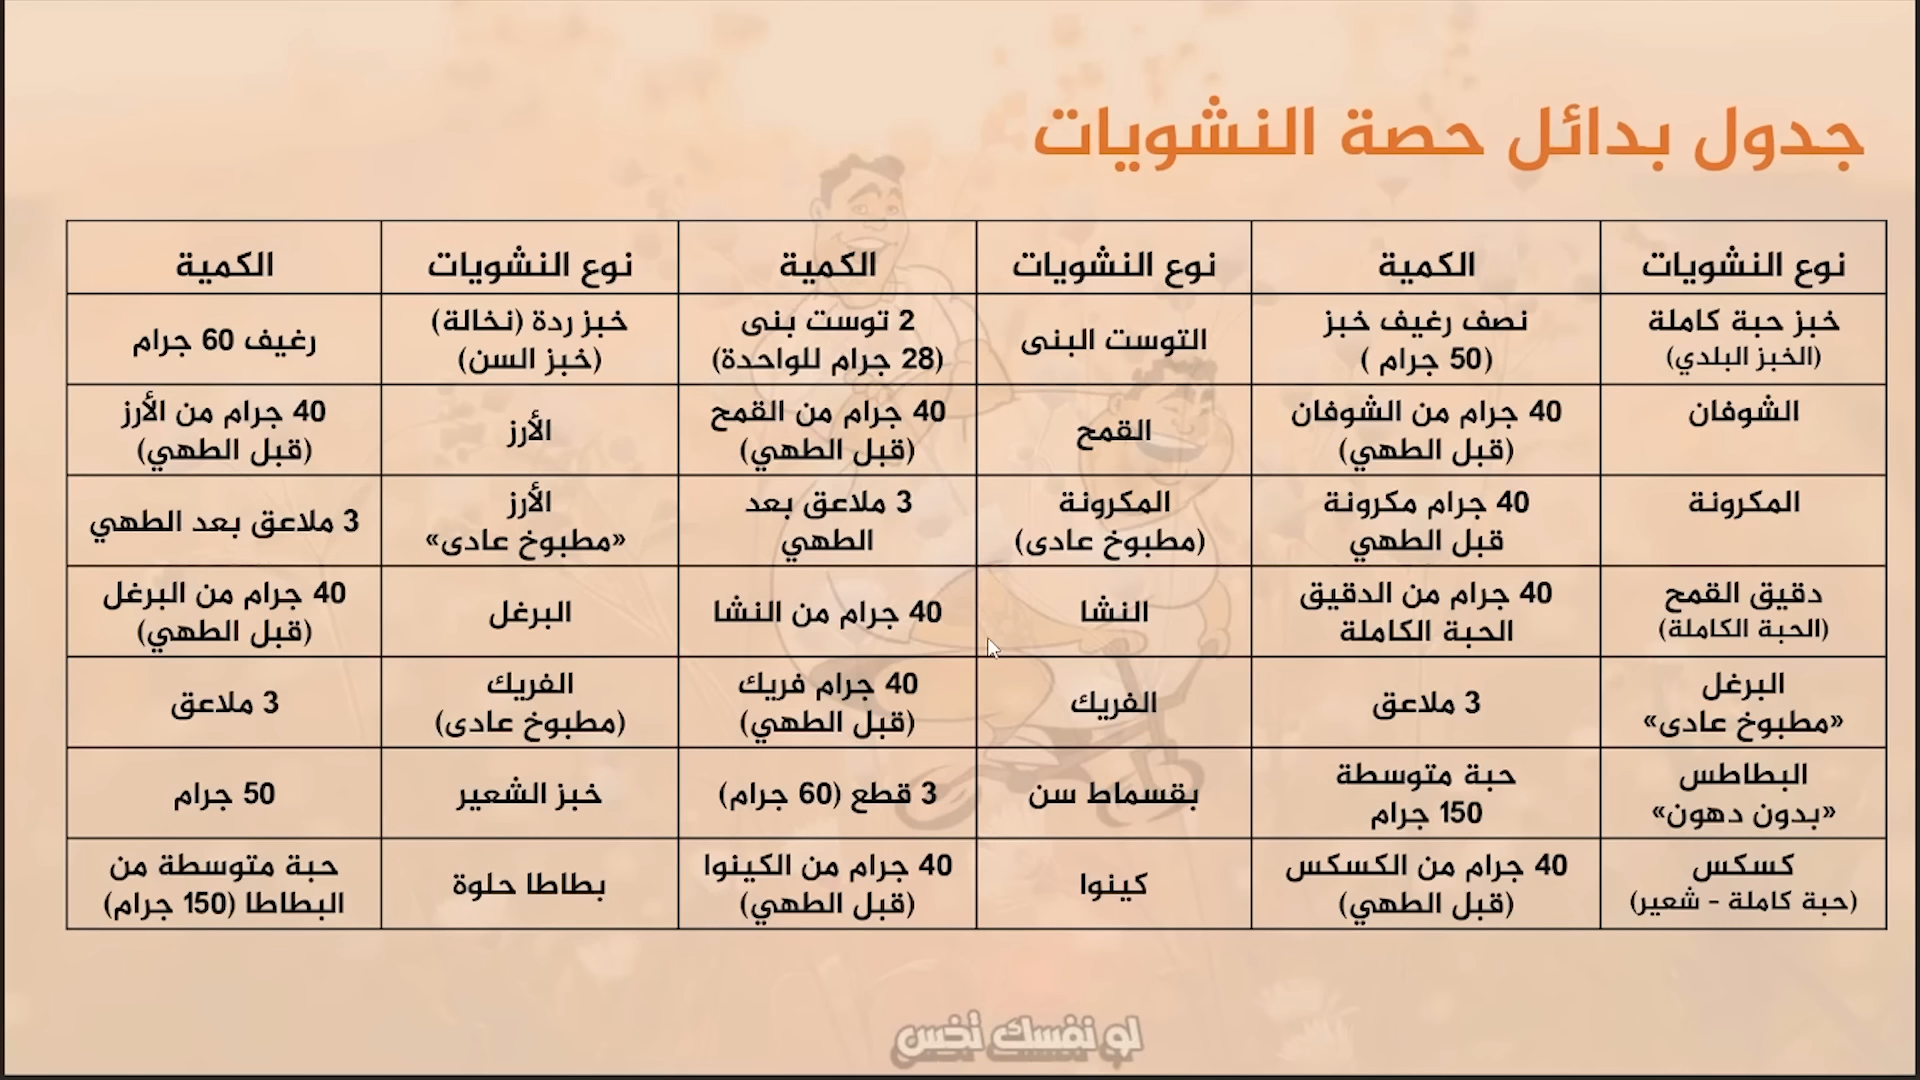 جدول بدائل حصة النشويات
نوع النشويات
الكمية
نوع النشويات
الكمية
نوع النشويات
الكمية
خبز حبة كاملة
(الخبز البلدي)
نصف رغيف خبز
(50 جرام )
التوست البنى
2 توست بنى
(28 جرام للواحدة)
خبز ردة (نخالة)
(خبز السن)
رغيف 60 جرام
الشوفان
40 جرام من الشوفان
(قبل الطهي)
القمح
40 جرام من القمح
(قبل الطهي)
الأرز
40 جرام من الأرز
(قبل الطهي)
المكرونة
40 جرام مكرونة
قبل الطهي
المكرونة
(مطبوخ عادى)
3 ملاعق بعد
الطهي
الأرز
«مطبوخ عادى»
3 ملاعق بعد الطهي
دقيق القمح
(الحبة الكاملة)
40 جرام من الدقيق
الحبة الكاملة
النشا
40 جرام من النشا
البرغل
40 جرام من البرغل
(قبل الطهي)
البرغل
«مطبوخ عادى»
3 ملاعق
الفريك
40 جرام فريك
(قبل الطهي)
الفريك
(مطبوخ عادى)
3 ملاعق
البطاطس
«بدون دهون»
حبة متوسطة
150 جرام
بقسماط سن
3 قطع (60 جرام)
خبز الشعير
50 جرام
كسكس
(حبة كاملة - شعير)
40 جرام من الكسكس
(قبل الطهي)
كينوا
40 جرام من الكينوا
(قبل الطهي)
بطاطا حلوة
حبة متوسطة من
البطاطا (150 جرام)
لو نفسك تخس